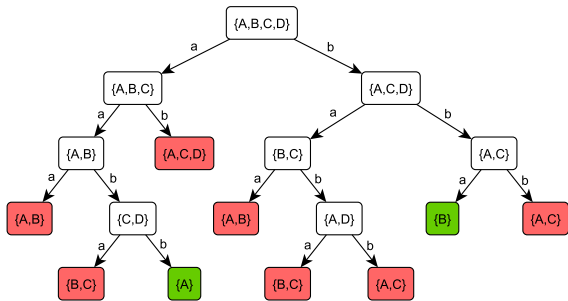 {A,B,C,D}
a b
{A,B,C} {A,C,D}
a b a b
{A,B} {A,C,D} {B,C} {A,C}
a b a b a b
{A,B} {C,D} {A,B} {A,D} {B} {A,C}
a b a b
{B,C} {A} {B,C} {A,C}